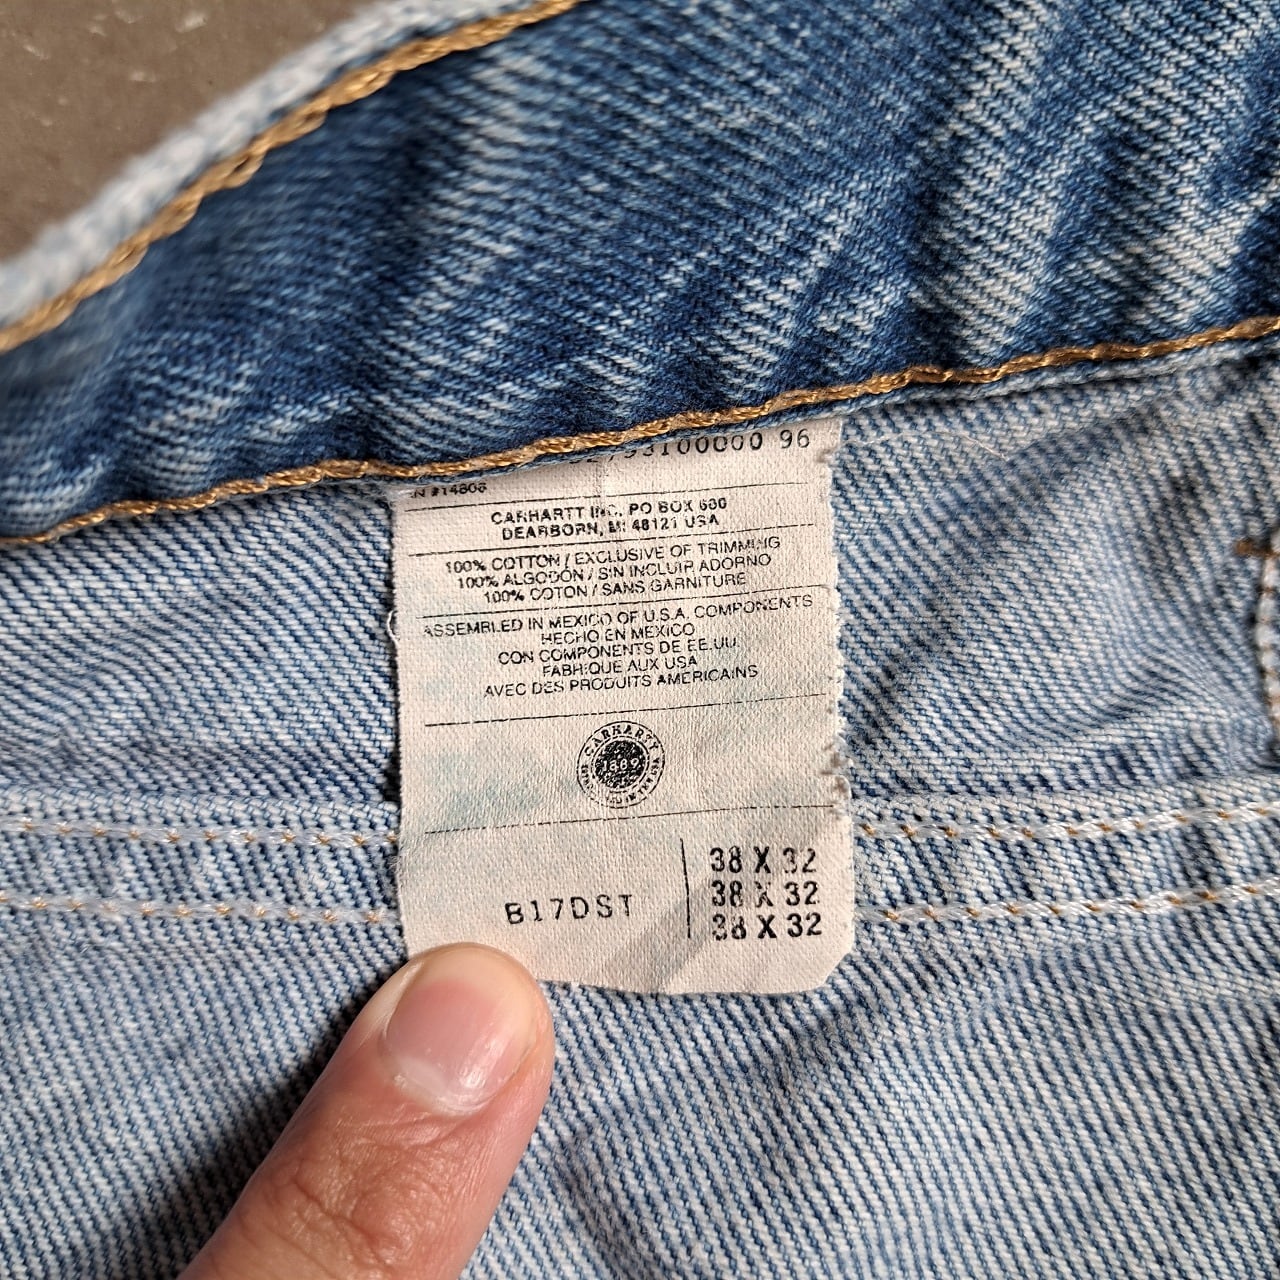 93100000 96
RN #14806
CARHARTT INC. PO BOX 600
DEARBORN, MI 48121 USA
100% COTTON / EXCLUSIVE OF TRIMMING
100% ALGODÓN / SIN INCLUIR ADORNO
100% COTON / SANS GARNITURE
ASSEMBLED IN MEXICO OF U.S.A. COMPONENTS
HECHO EN MEXICO
CON COMPONENTES DE EE.UU.
FABRIQUE AUX USA
AVEC DES PRODUITS AMERICAINS
CARHARTT
1889
B17DST
38 X 32
38 X 32
38 X 32